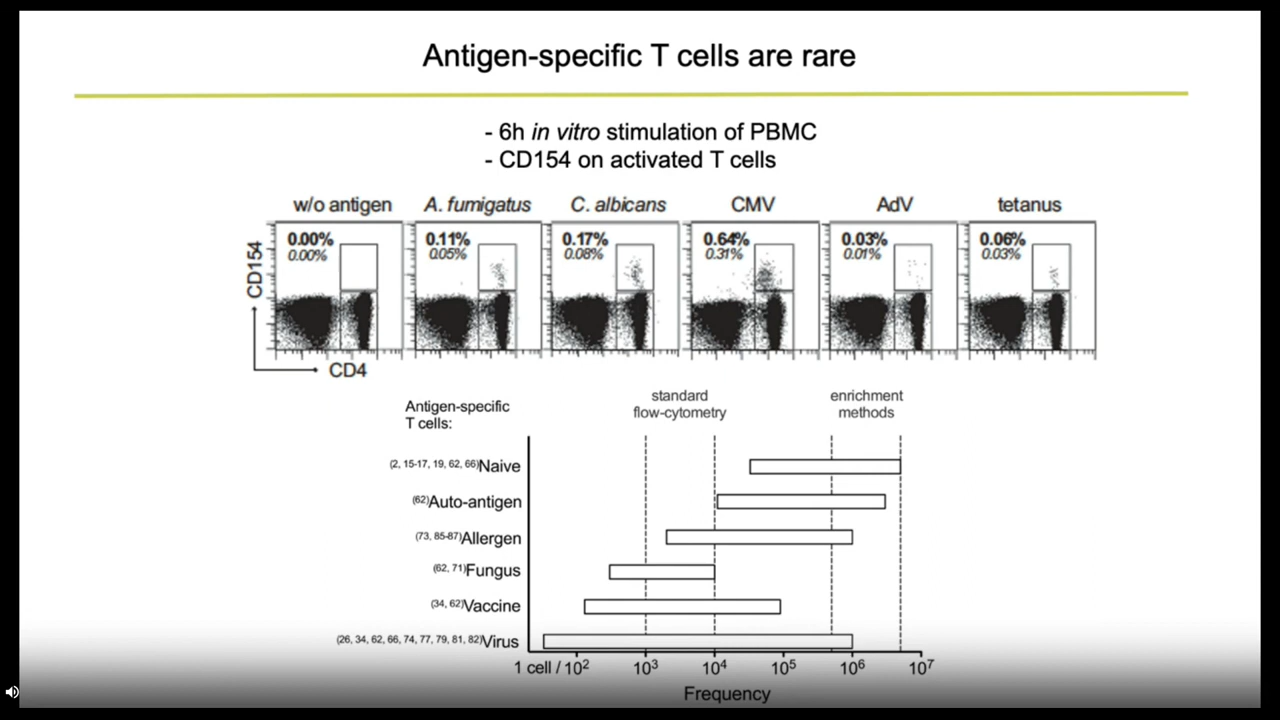 Antigen-specific T cells are rare
- 6h in vitro stimulation of PBMC
- CD154 on activated T cells
w/o antigen A. fumigatus C. albicans CMV AdV tetanus
0.00% 0.11% 0.17% 0.64% 0.03% 0.06%
0.00% 0.05% 0.08% 0.31% 0.01% 0.03%
CD154
CD4
standard flow-cytometry
enrichment methods
Antigen-specific
T cells:
(2, 15-17, 19, 62, 66)Naive
(62)Auto-antigen
(73, 85-87)Allergen
(62, 71)Fungus
(34, 62)Vaccine
(26, 34, 62, 66, 74, 77, 79, 81, 82)Virus
1 cell / 10² 10³ 10⁴ 10⁵ 10⁶ 10⁷
Frequency